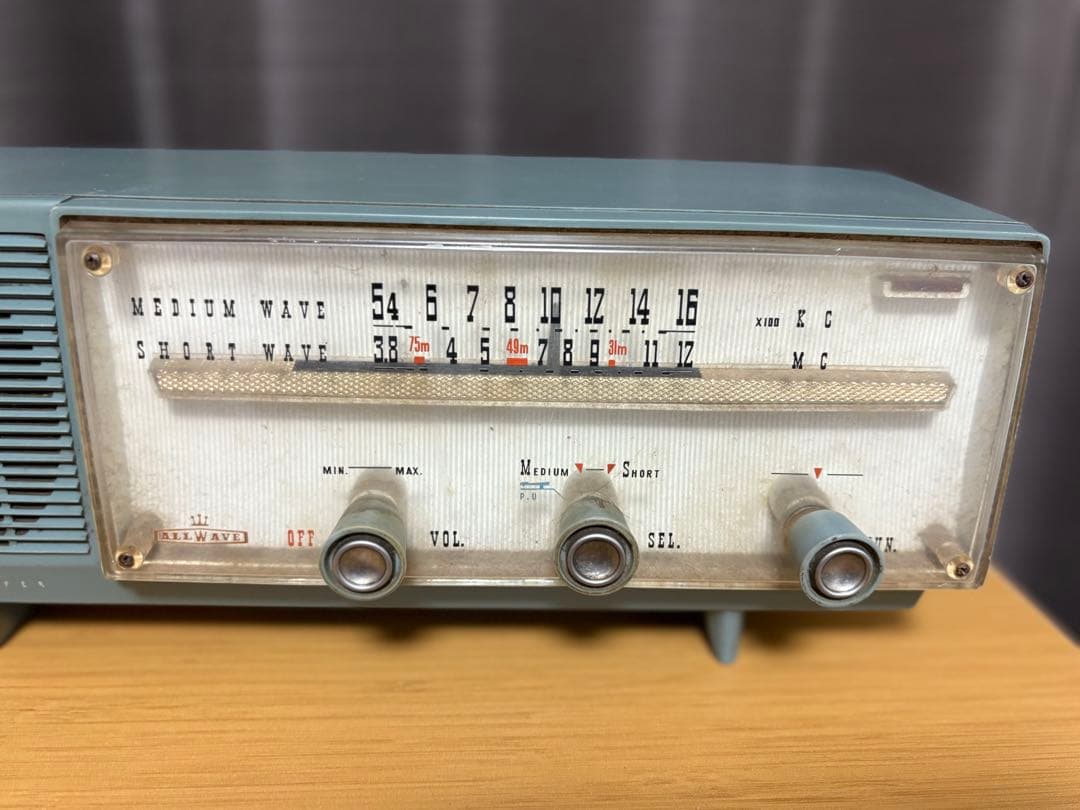 MEDIUM WAVE 54 6 7 8 10 12 14 16 X100 KC
SHORT WAVE 3.8 75m 4 5 49m 7 8 9 31m 11 12 MC
MIN. MAX.
MEDIUM SHORT
P.U
ALLWAVE
OFF VOL. SEL.